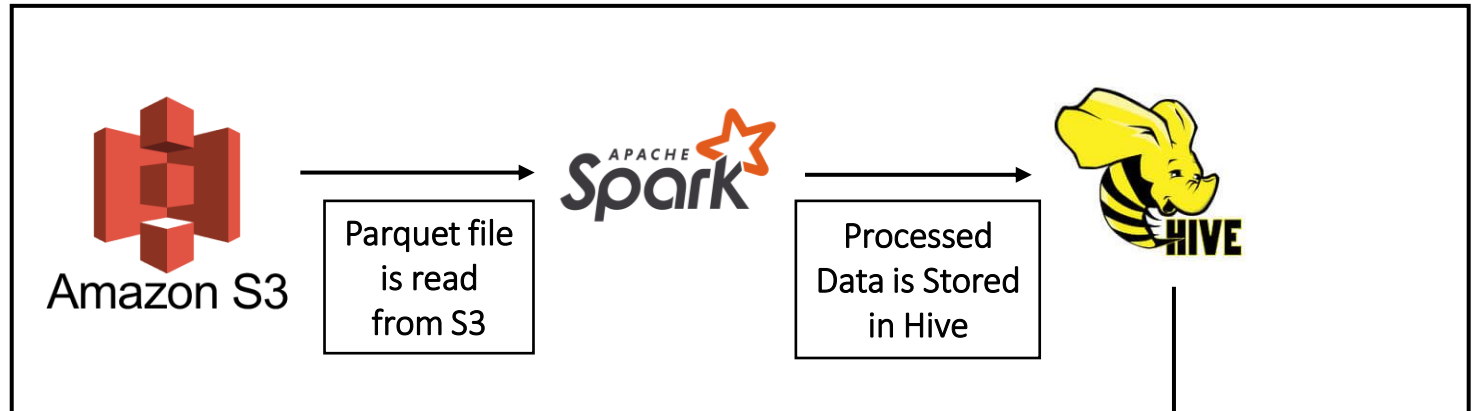 Amazon S3
Parquet file
is read
from S3
APACHE
Spark
Processed
Data is Stored
in Hive
HIVE